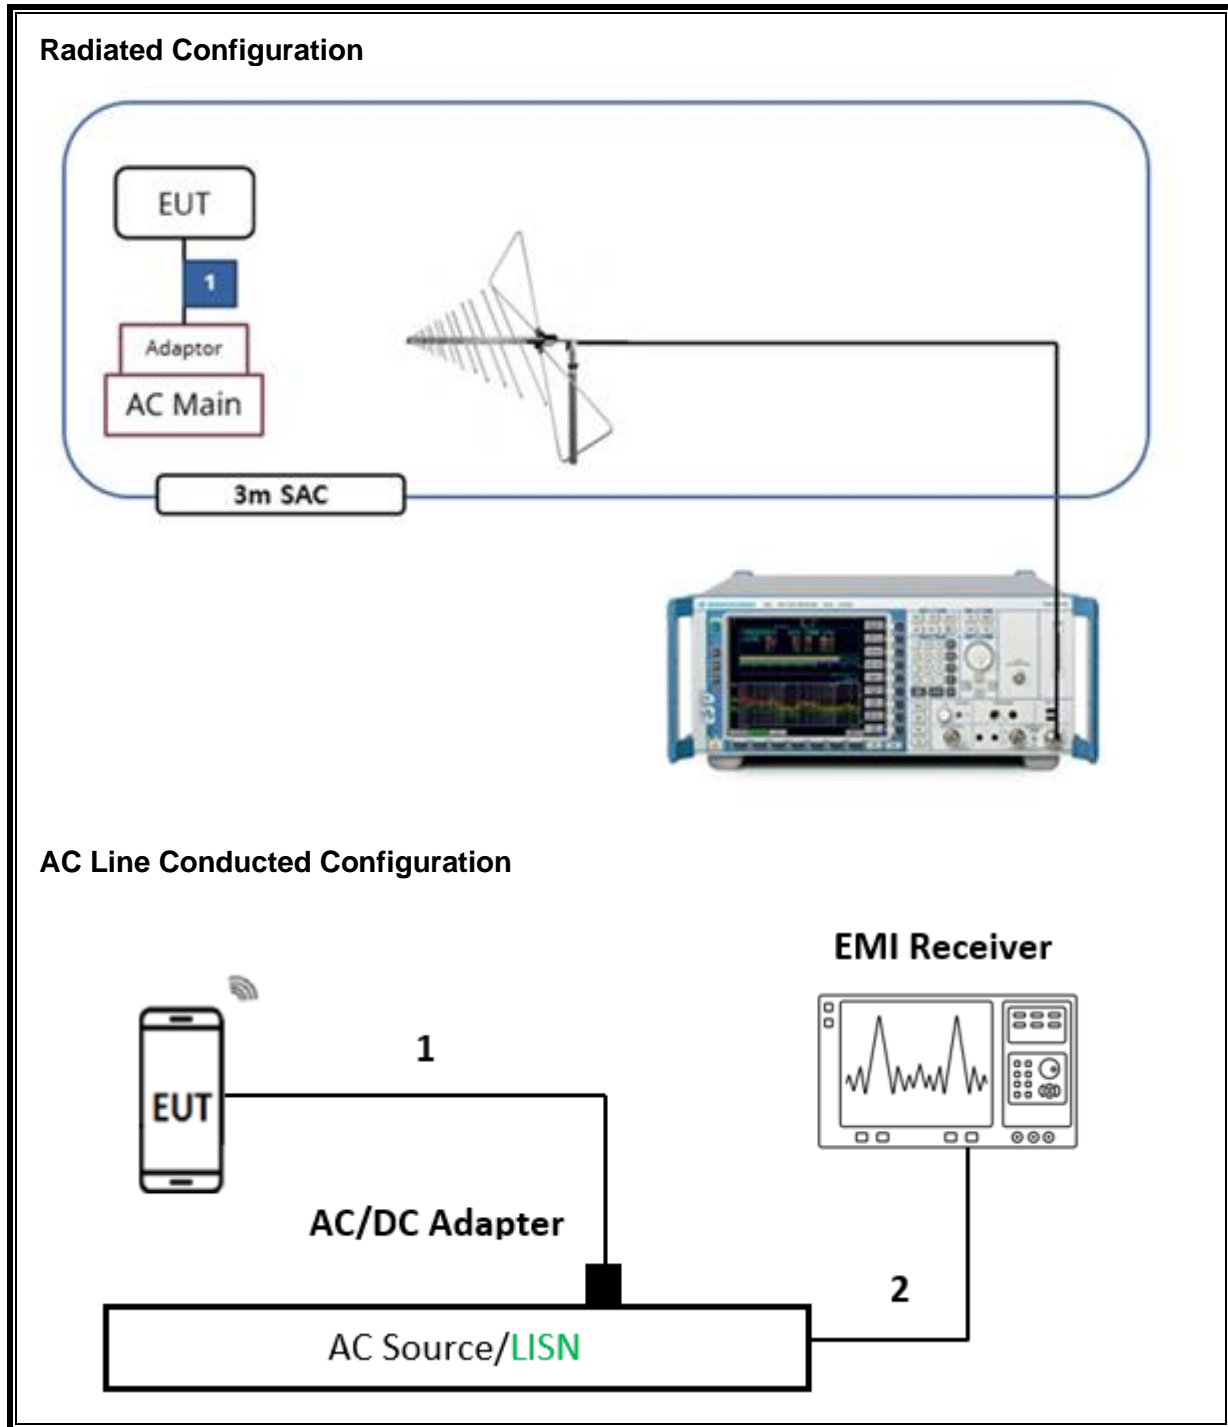 Radiated Configuration
EUT
1
Adaptor
AC Main
3m SAC
ESU
AC Line Conducted Configuration
EMI Receiver
1
EUT
AC/DC Adapter
2
AC Source/LISN